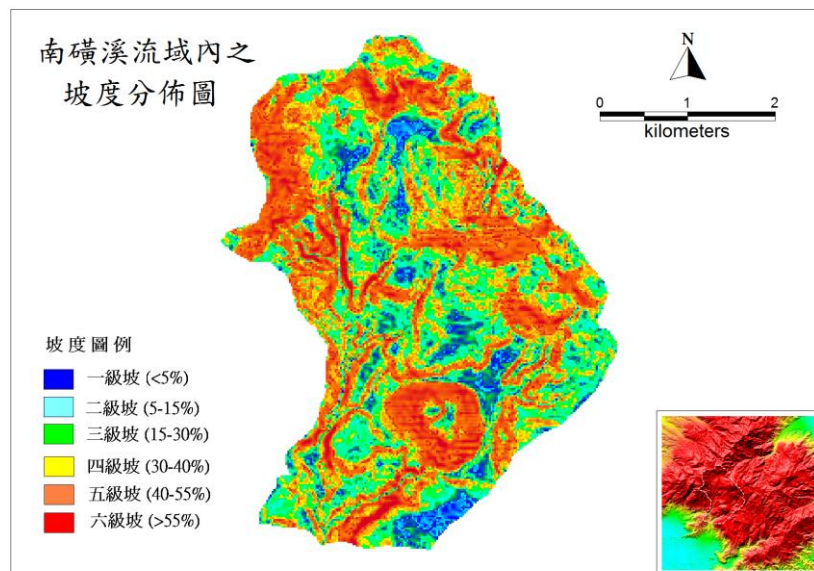 南磺溪流域內之
坡度分佈圖
N
0 1 2
kilometers
坡度圖例
一級坡 (<5%)
二級坡 (5-15%)
三級坡 (15-30%)
四級坡 (30-40%)
五級坡 (40-55%)
六級坡 (>55%)